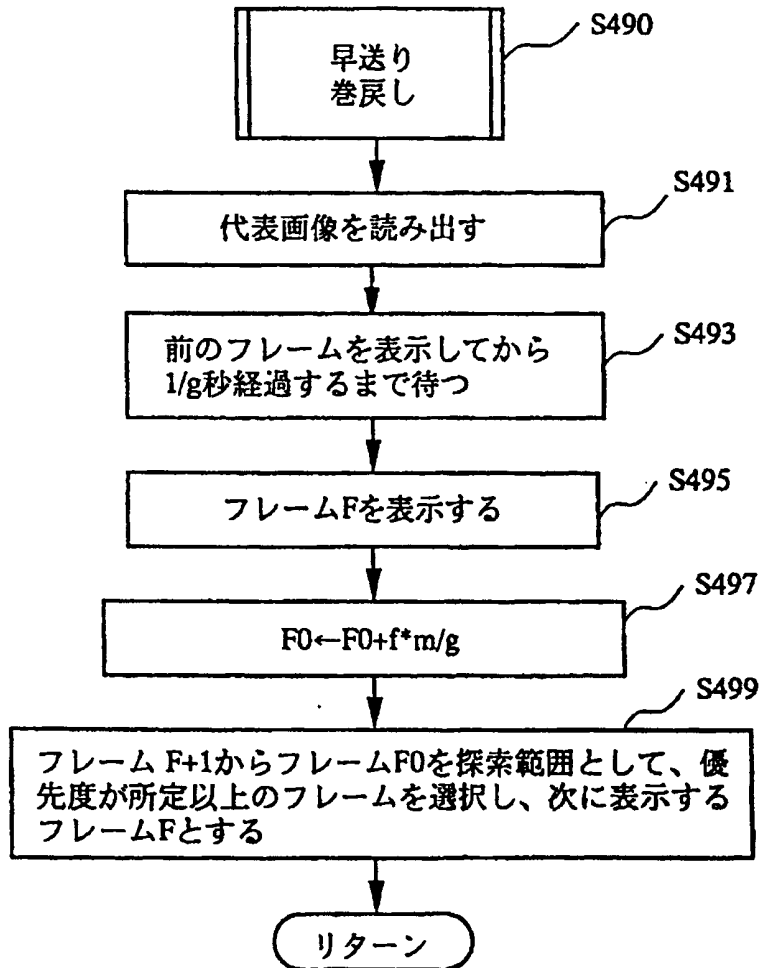 S490
早送り
巻戻し
S491
代表画像を読み出す
S493
前のフレームを表示してから
1/g秒経過するまで待つ
S495
フレームFを表示する
S497
F0←F0+f*m/g
S499
フレーム F+1からフレームF0を探索範囲として、優
先度が所定以上のフレームを選択し、次に表示する
フレームFとする
リターン